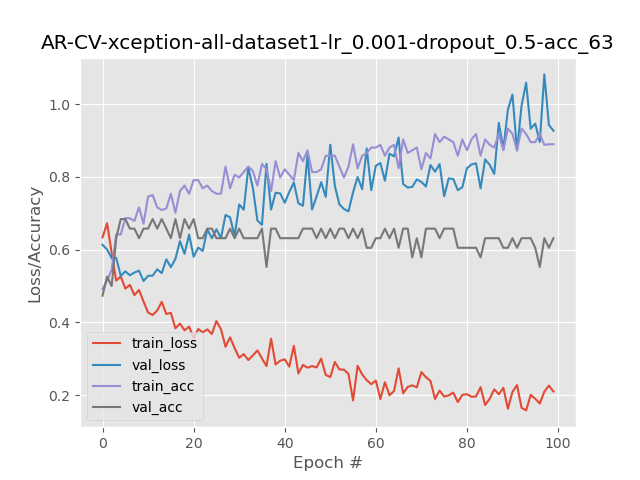 AR-CV-xception-all-dataset1-lr_0.001-dropout_0.5-acc_63
1.0
0.8
0.6
0.4
0.2
Loss/Accuracy
train_loss
val_loss
train_acc
val_acc
0 20 40 60 80 100
Epoch #